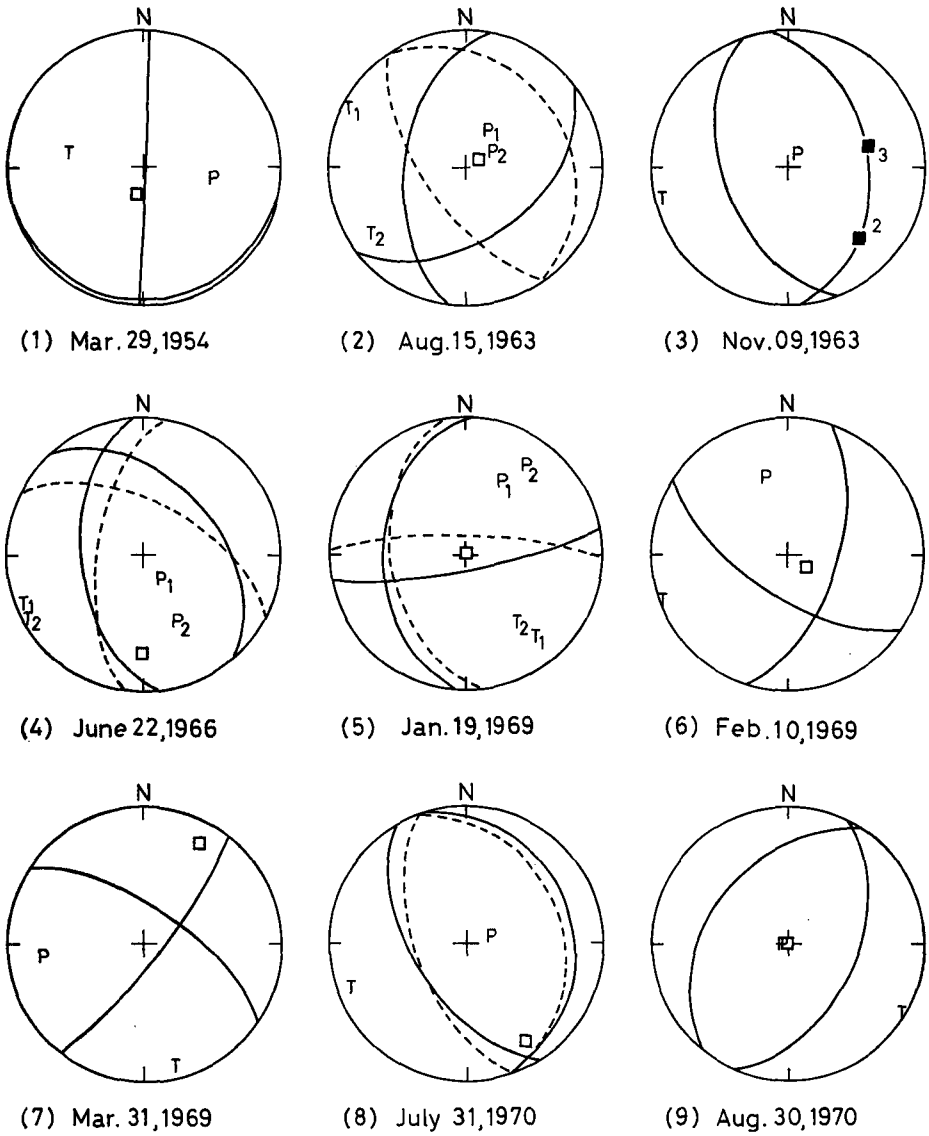 N N N
T P
T1 P1 P2 T2
P T 3 2
(1) Mar. 29, 1954 (2) Aug. 15, 1963 (3) Nov. 09, 1963
N N N
T1 T2 P1 P2
P1 P2 T2 T1
P T
(4) June 22, 1966 (5) Jan. 19, 1969 (6) Feb. 10, 1969
N N N
P T
P T
P T
(7) Mar. 31, 1969 (8) July 31, 1970 (9) Aug. 30, 1970